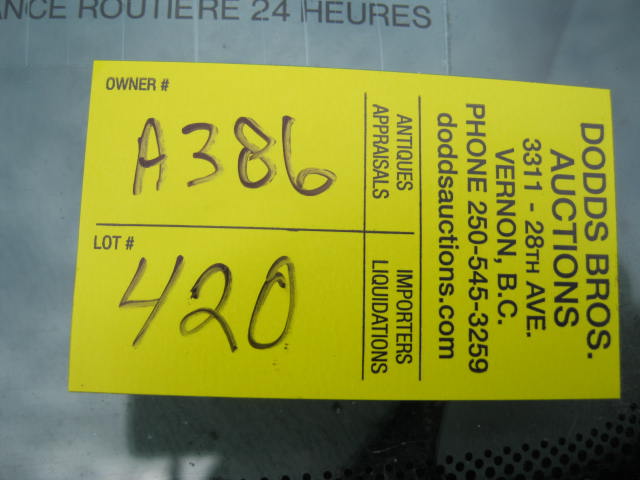 ANCE ROUTIÈRE 24 HEURES
OWNER #
A386
LOT #
420
ANTIQUES
APPRAISALS
IMPORTERS
LIQUIDATIONS
DODDS BROS.
AUCTIONS
3311 - 28TH AVE.
VERNON, B.C.
PHONE 250-545-3259
doddsauctions.com